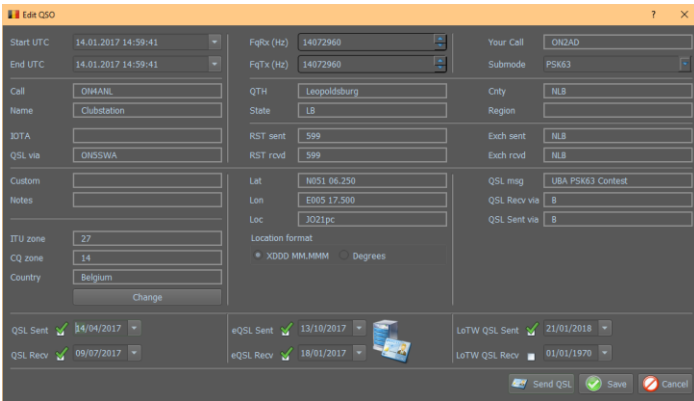 Edit QSO ? ×
Start UTC 14.01.2017 14:59:41 FqRx (Hz) 14072960 Your Call ON2AD
End UTC 14.01.2017 14:59:41 FqTx (Hz) 14072960 Submode PSK63
Call ON4ANL QTH Leopoldsburg Cnty NLB
Name Clubstation State LB Region
IOTA RST sent 599 Exch sent NLB
QSL via ON5SWA RST rcvd 599 Exch rcvd NLB
Custom Lat N051 06.250 QSL msg UBA PSK63 Contest
Notes Lon E005 17.500 QSL Recv via B
Loc JO21pc QSL Sent via B
ITU zone 27 Location format
CQ zone 14 XDDD MM.MMM Degrees
Country Belgium
Change
QSL Sent 14/04/2017 eQSL Sent 13/10/2017 LoTW QSL Sent 21/01/2018
QSL Recv 09/07/2017 eQSL Recv 18/01/2017 LoTW QSL Recv 01/01/1970
Send QSL Save Cancel